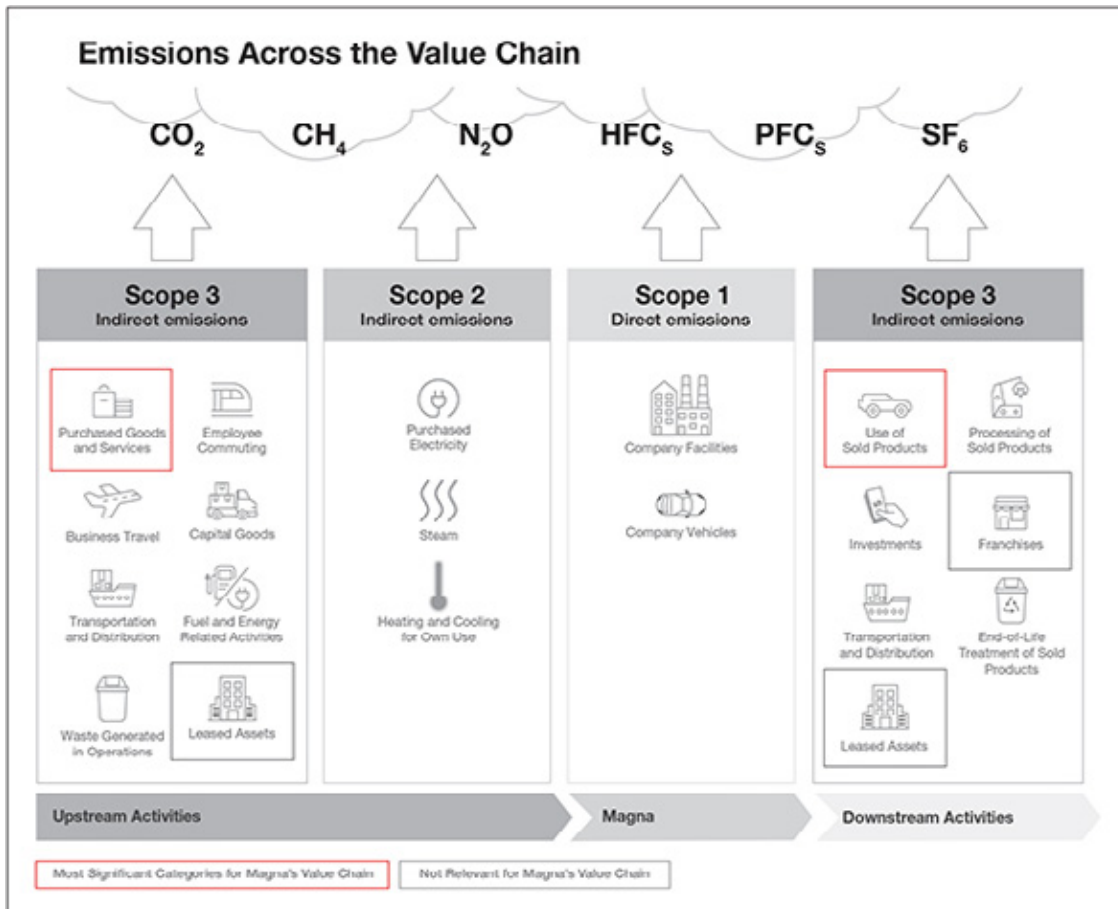 Emissions Across the Value Chain
CO2
CH4
N2O
HFCS
PFCS
SF6
Scope 3
Indirect emissions
Purchased Goods
and Services
Employee
Commuting
Business Travel
Capital Goods
Transportation
and Distribution
Fuel and Energy
Related Activities
Waste Generated
in Operations
Leased Assets
Scope 2
Indirect emissions
Purchased
Electricity
Steam
Heating and Cooling
for Own Use
Scope 1
Direct emissions
Company Facilities
Company Vehicles
Scope 3
Indirect emissions
Use of
Sold Products
Processing of
Sold Products
Investments
Franchises
Transportation
and Distribution
End-of-Life
Treatment of Sold
Products
Leased Assets
Upstream Activities
Magna
Downstream Activities
Most Significant Categories for Magna's Value Chain
Not Relevant for Magna's Value Chain